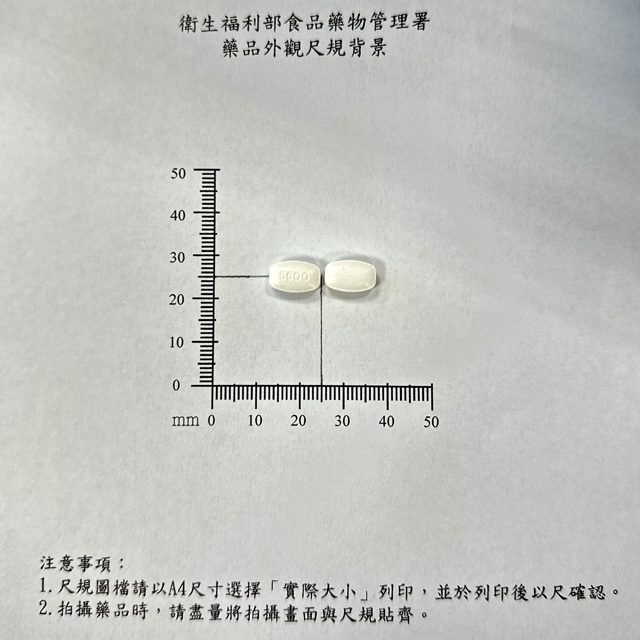 衛生福利部食品藥物管理署
藥品外觀尺規背景
50
40
30
20
10
0
5600
mm 0 10 20 30 40 50
注意事項：
1.尺規圖檔請以A4尺寸選擇「實際大小」列印，並於列印後以尺確認。
2.拍攝藥品時，請盡量將拍攝畫面與尺規貼齊。